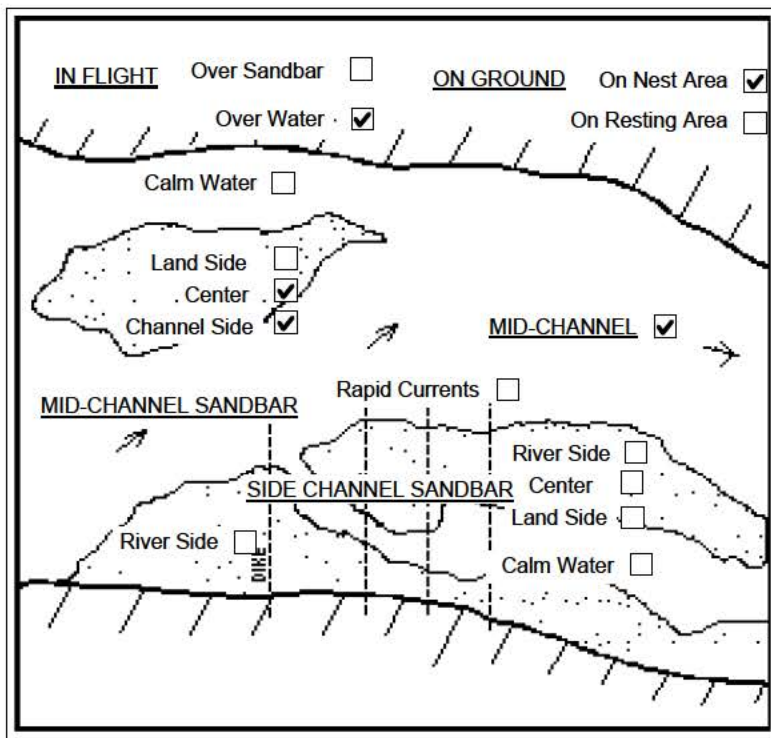 IN FLIGHT Over Sandbar ON GROUND On Nest Area
Over Water On Resting Area
Calm Water
Land Side
Center
Channel Side MID-CHANNEL
Rapid Currents
MID-CHANNEL SANDBAR
River Side
SIDE CHANNEL SANDBAR Center
Land Side
River Side
DIKE
Calm Water